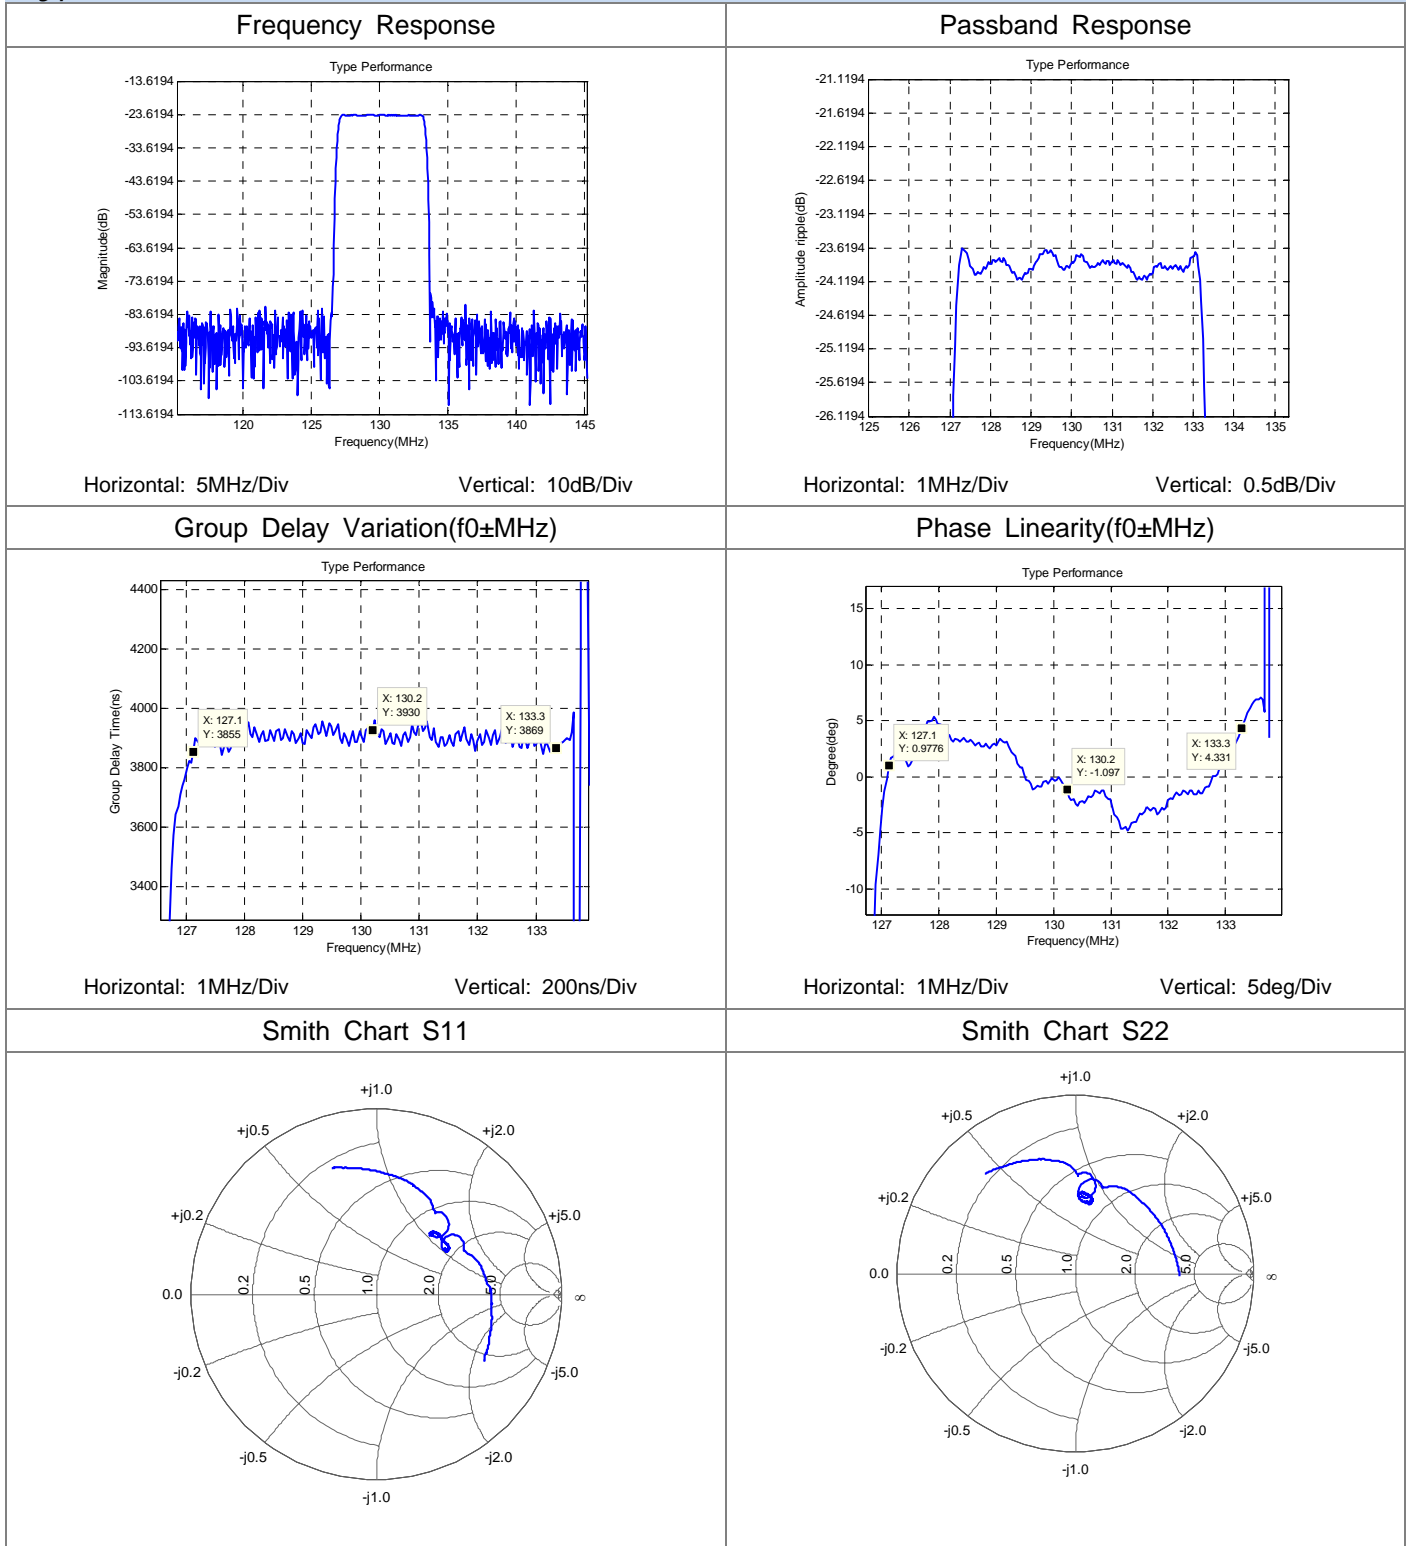 Frequency Response
Passband Response
Type Performance
-13.6194
-23.6194
-33.6194
-43.6194
-53.6194
-63.6194
-73.6194
-83.6194
-93.6194
-103.6194
-113.6194
Magnitude(dB)
120 125 130 135 140 145
Frequency(MHz)
Horizontal: 5MHz/Div Vertical: 10dB/Div
Type Performance
-21.1194
-21.6194
-22.1194
-22.6194
-23.1194
-23.6194
-24.1194
-24.6194
-25.1194
-25.6194
-26.1194
Amplitude ripple(dB)
125 126 127 128 129 130 131 132 133 134 135
Frequency(MHz)
Horizontal: 1MHz/Div Vertical: 0.5dB/Div
Group Delay Variation(f0±MHz)
Phase Linearity(f0±MHz)
Type Performance
4400
4200
4000
3800
3600
3400
Group Delay Time(ns)
X: 127.1
Y: 3855
X: 130.2
Y: 3930
X: 133.3
Y: 3869
127 128 129 130 131 132 133
Frequency(MHz)
Horizontal: 1MHz/Div Vertical: 200ns/Div
Type Performance
15
10
5
0
-5
-10
Degree(deg)
X: 127.1
Y: 0.9776
X: 130.2
Y: -1.097
X: 133.3
Y: 4.331
127 128 129 130 131 132 133
Frequency(MHz)
Horizontal: 1MHz/Div Vertical: 5deg/Div
Smith Chart S11
Smith Chart S22
+j1.0
+j0.5
+j2.0
+j0.2
+j5.0
0.0
0.2
0.5
1.0
2.0
5.0
∞
-j0.2
-j5.0
-j0.5
-j2.0
-j1.0
+j1.0
+j0.5
+j2.0
+j0.2
+j5.0
0.0
0.2
0.5
1.0
2.0
5.0
∞
-j0.2
-j5.0
-j0.5
-j2.0
-j1.0